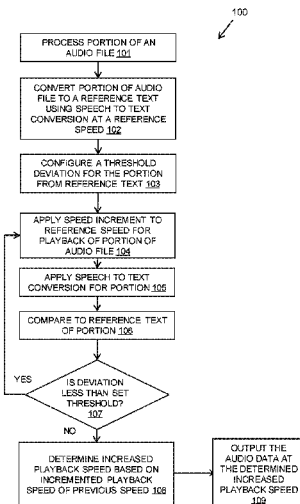 100
PROCESS PORTION OF AN
AUDIO FILE 101
CONVERT PORTION OF AUDIO
FILE TO A REFERENCE TEXT
USING SPEECH TO TEXT
CONVERSION AT A REFERENCE
SPEED 102
CONFIGURE A THRESHOLD
DEVIATION FOR THE PORTION
FROM REFERENCE TEXT 103
APPLY SPEED INCREMENT TO
REFERENCE SPEED FOR
PLAYBACK OF PORTION OF
AUDIO FILE 104
APPLY SPEECH TO TEXT
CONVERSION FOR PORTION 105
COMPARE TO REFERENCE TEXT
OF PORTION 106
YES
IS DEVIATION
LESS THAN SET
THRESHOLD?
107
NO
DETERMINE INCREASED
PLAYBACK SPEED BASED ON
INCREMENTED PLAYBACK
SPEED OF PREVIOUS SPEED 108
OUTPUT THE
AUDIO DATA AT
THE DETERMINED
INCREASED
PLAYBACK SPEED
109